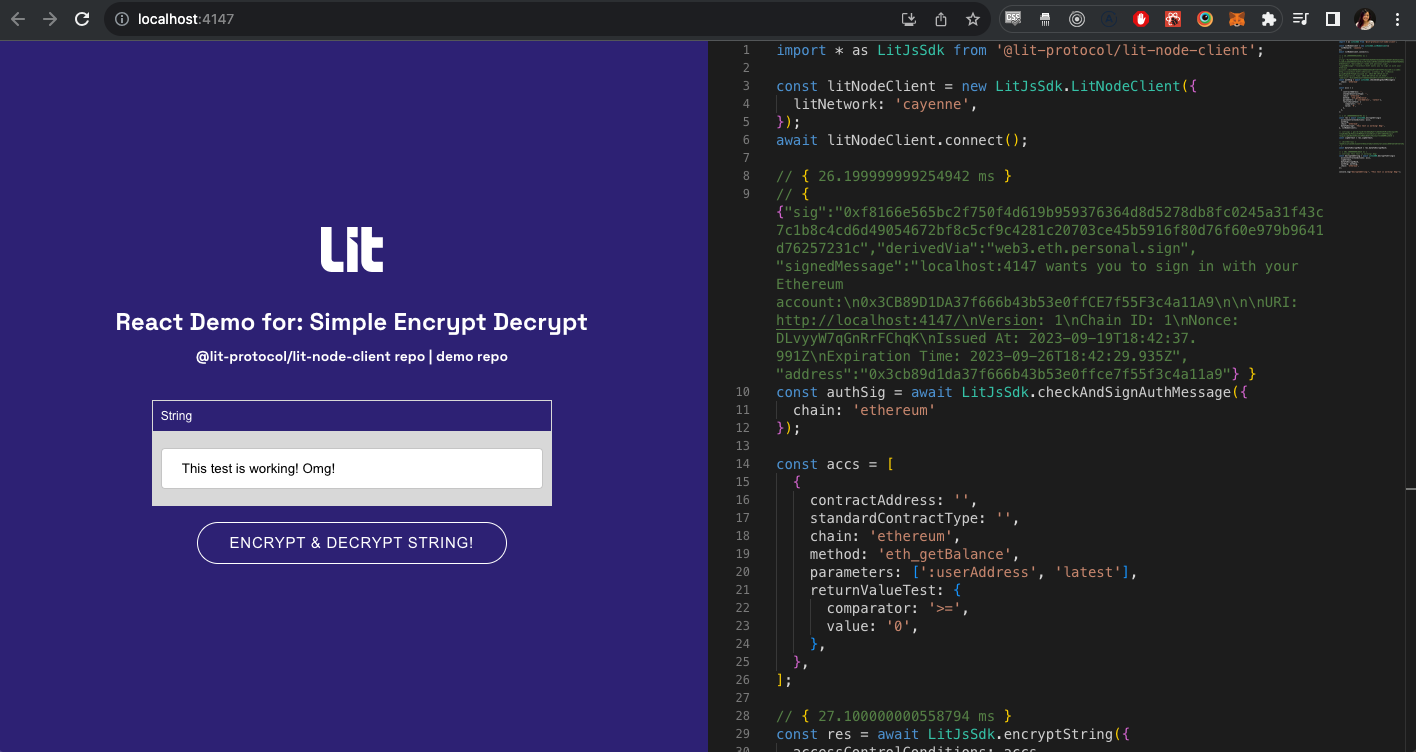 localhost:4147
Lit
React Demo for: Simple Encrypt Decrypt
@lit-protocol/lit-node-client repo | demo repo
String
This test is working! Omg!
ENCRYPT & DECRYPT STRING!
1 import * as LitJsSdk from '@lit-protocol/lit-node-client';
2
3 const litNodeClient = new LitJsSdk.LitNodeClient({
4 litNetwork: 'cayenne',
5 });
6 await litNodeClient.connect();
7
8 // { 26.199999999254942 ms }
9 // {
{"sig":"0xf8166e565bc2f750f4d619b959376364d8d5278db8fc0245a31f43c
7c1b8c4cd6d49054672bf8c5cf9c4281c20703ce45b5916f80d76f60e979b9641
d76257231c","derivedVia":"web3.eth.personal.sign",
"signedMessage":"localhost:4147 wants you to sign in with your
Ethereum
account:\n0x3CB89D1DA37f666b43b53e0ffCE7f55F3c4a11A9\n\n\nURI:
http://localhost:4147/\nVersion: 1\nChain ID: 1\nNonce:
DLvyyW7qGnRrFChqK\nIssued At: 2023-09-19T18:42:37.
991Z\nExpiration Time: 2023-09-26T18:42:29.935Z",
"address":"0x3cb89d1da37f666b43b53e0ffce7f55f3c4a11a9"} }
10 const authSig = await LitJsSdk.checkAndSignAuthMessage({
11 chain: 'ethereum'
12 });
13
14 const accs = [
15 {
16 contractAddress: '',
17 standardContractType: '',
18 chain: 'ethereum',
19 method: 'eth_getBalance',
20 parameters: [':userAddress', 'latest'],
21 returnValueTest: {
22 comparator: '>=',
23 value: '0',
24 },
25 },
26 ];
27
28 // { 27.100000000558794 ms }
29 const res = await LitJsSdk.encryptString({
30 accessControlConditions: accs